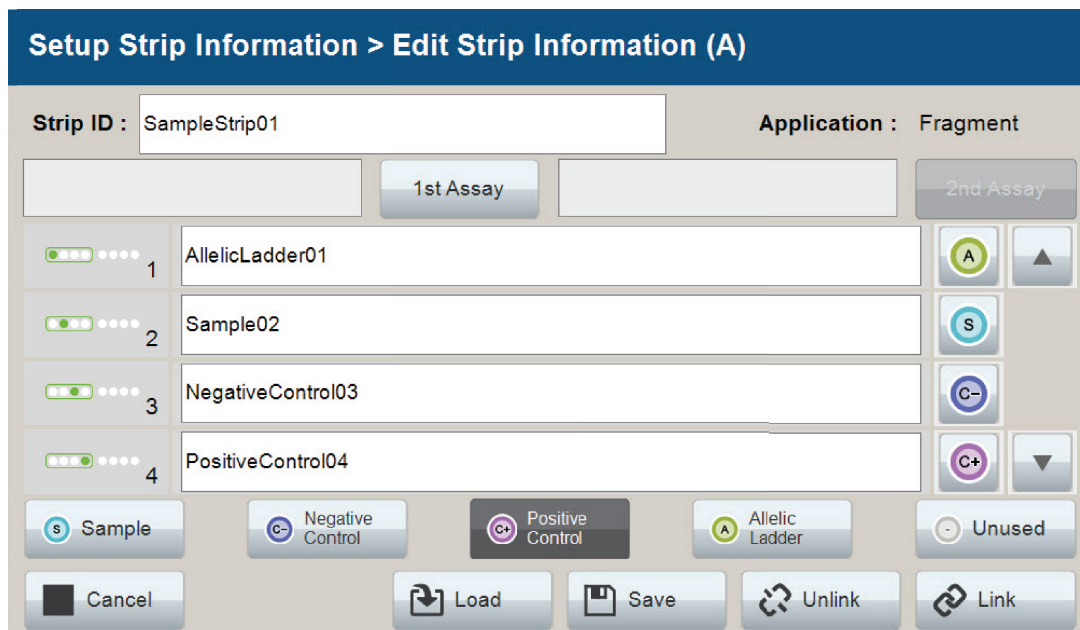 Setup Strip Information > Edit Strip Information (A)
Strip ID : SampleStrip01 Application : Fragment
1st Assay 2nd Assay
1 AllelicLadder01 A
2 Sample02 S
3 NegativeControl03 C-
4 PositiveControl04 C+
S Sample C- Negative Control C+ Positive Control A Allelic Ladder - Unused
Cancel Load Save Unlink Link